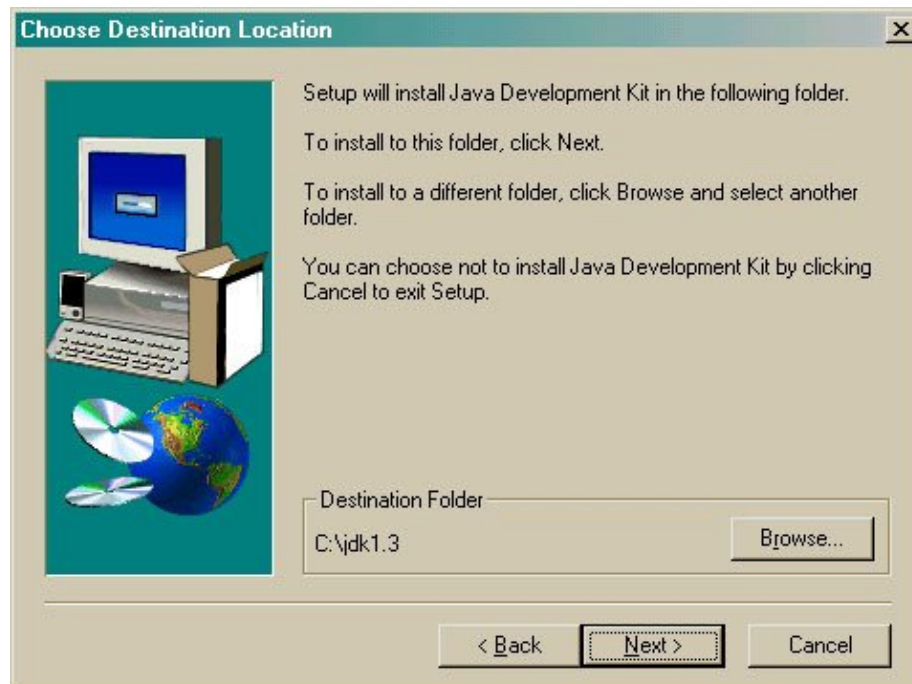 Choose Destination Location
Setup will install Java Development Kit in the following folder.
To install to this folder, click Next.
To install to a different folder, click Browse and select another
folder.
You can choose not to install Java Development Kit by clicking
Cancel to exit Setup.
Destination Folder
C:\jdk1.3
Browse...
< Back
Next >
Cancel